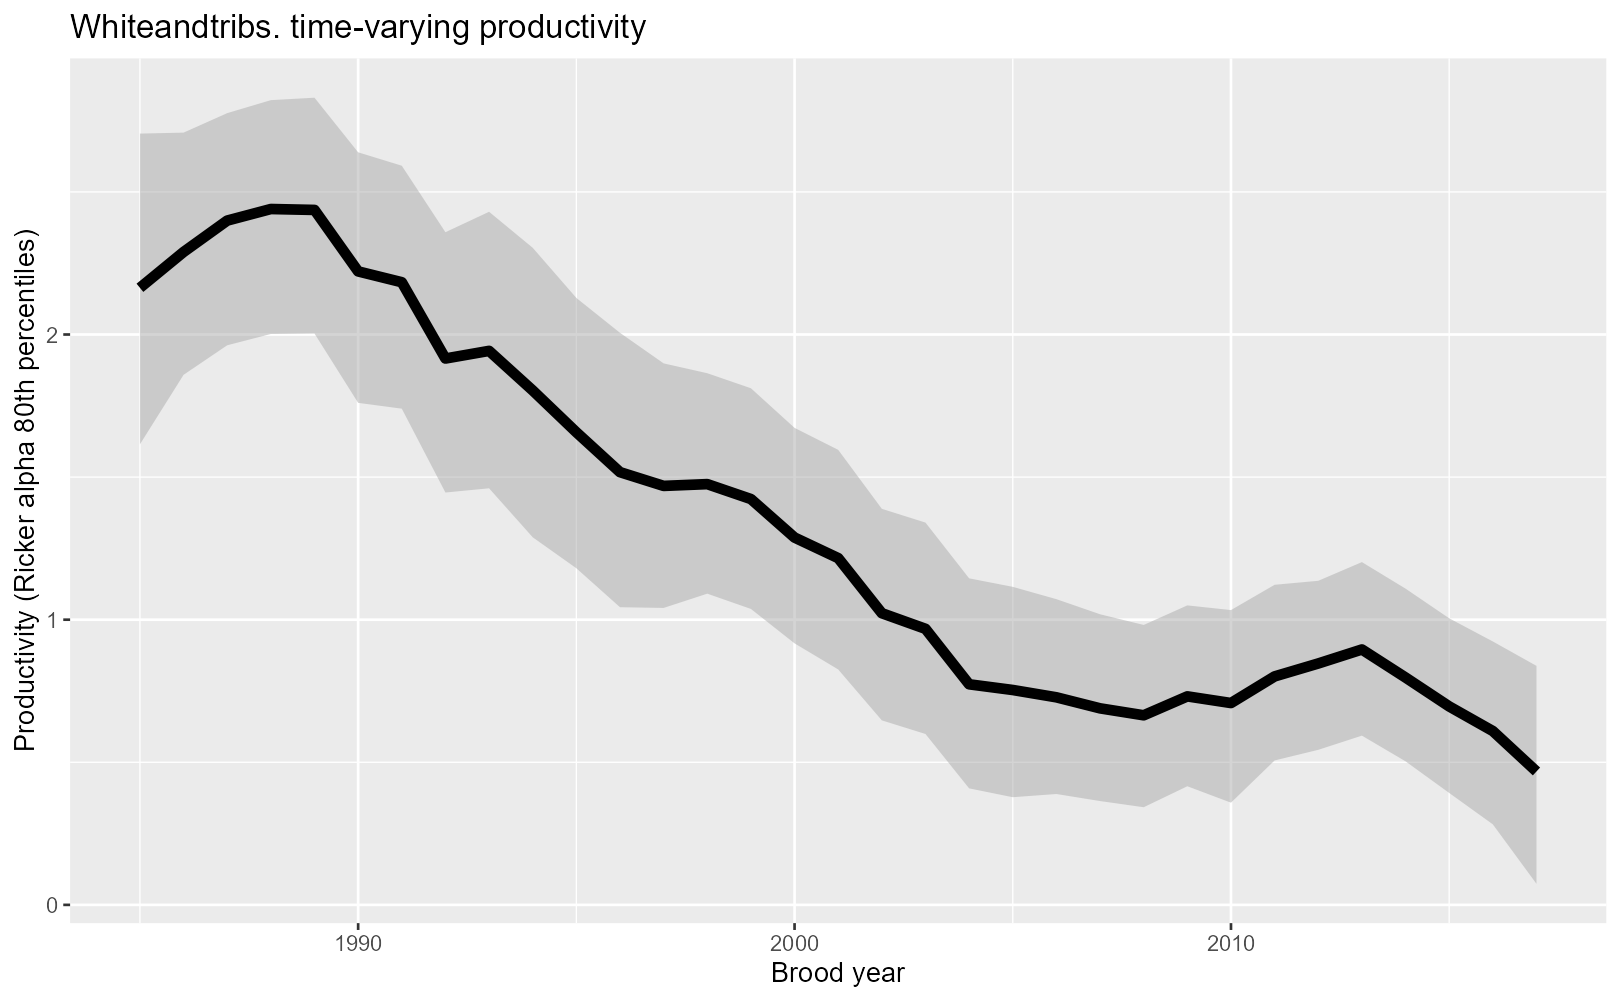 Whiteandtribs. time-varying productivity
Productivity (Ricker alpha 80th percentiles)
2
1
0
1990
2000
2010
Brood year